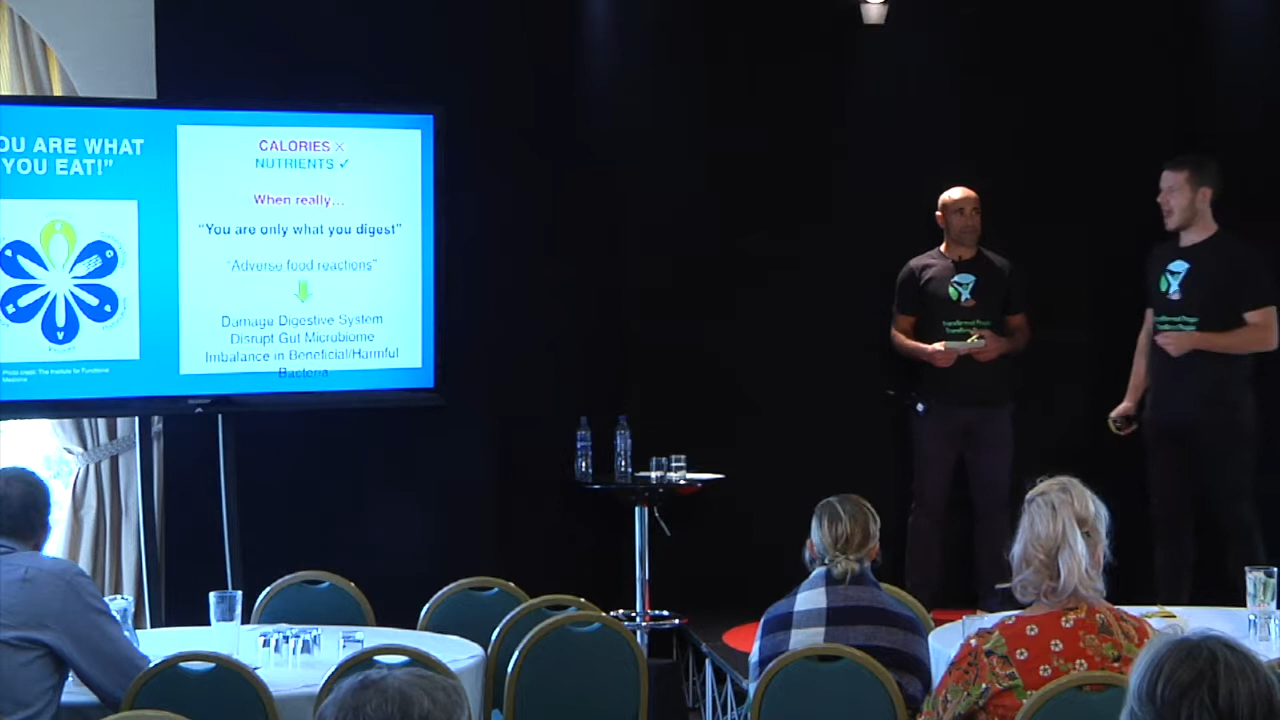 OU ARE WHAT
YOU EAT!"
CALORIES ×
NUTRIENTS ✓
When really...
"You are only what you digest"
"Adverse food reactions"
Damage Digestive System
Disrupt Gut Microbiome
Imbalance in Beneficial/Harmful
Bacteria
Photo credit: The Institute for Functional
Medicine